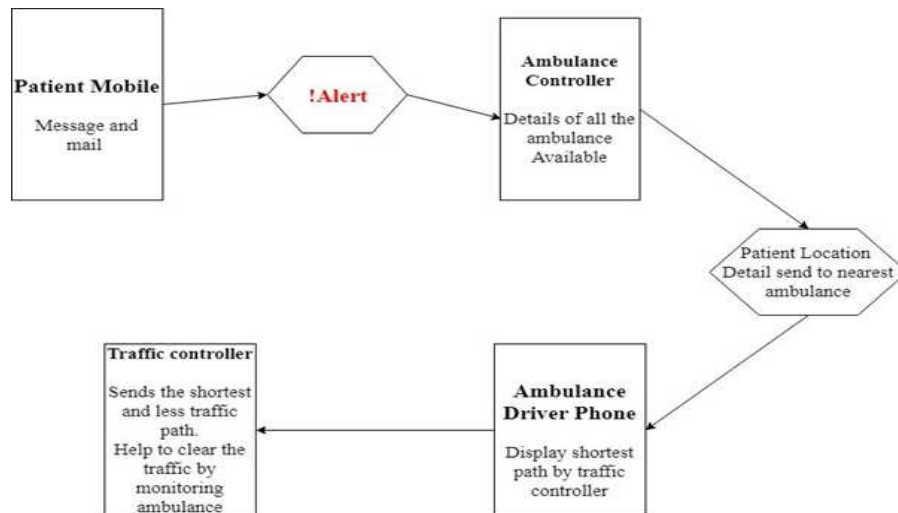 Patient Mobile
Message and
mail
!Alert
Ambulance
Controller
Details of all the
ambulance
Available
Patient Location
Detail send to nearest
ambulance
Ambulance
Driver Phone
Display shortest
path by traffic
controller
Traffic controller
Sends the shortest
and less traffic
path.
Help to clear the
traffic by
monitoring
ambulance